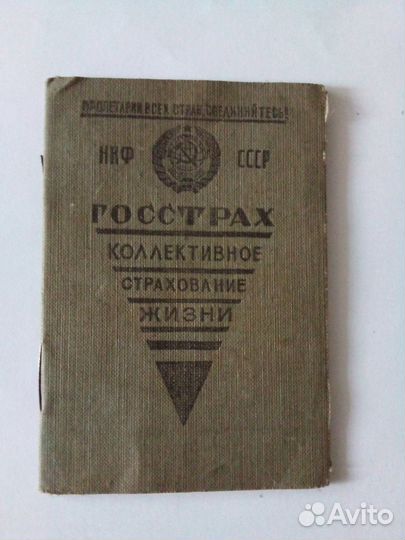 ПРОЛЕТАРИИ ВСЕХ СТРАН, СОЕДИНЯЙТЕСЬ!
НКФ СССР
ГОССТРАХ
КОЛЛЕКТИВНОЕ
СТРАХОВАНИЕ
ЖИЗНИ
Avito